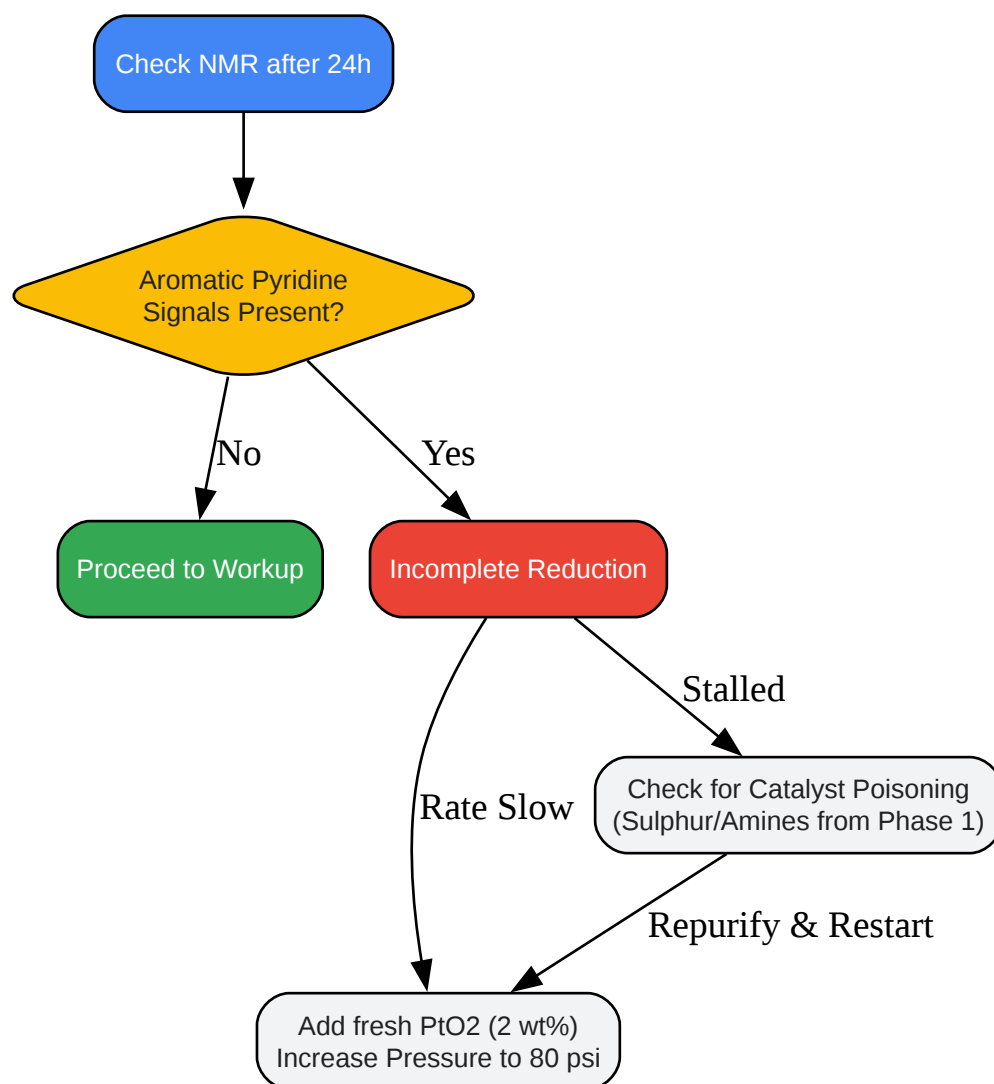 Check NMR after 24h
Aromatic Pyridine
Signals Present?
No
Yes
Proceed to Workup
Incomplete Reduction
Stalled
Rate Slow
Check for Catalyst Poisoning
(Sulphur/Amines from Phase 1)
Repurify & Restart
Add fresh PtO2 (2 wt%)
Increase Pressure to 80 psi